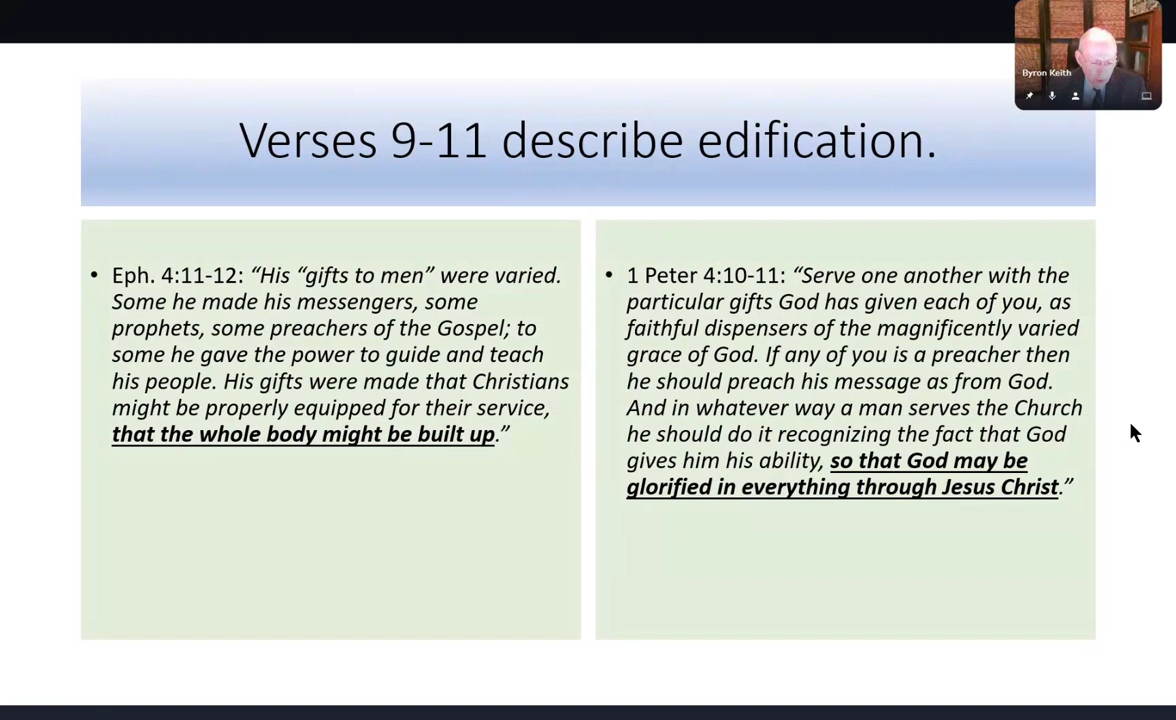 Byron Keith
Verses 9-11 describe edification.
• Eph. 4:11-12: “His “gifts to men” were varied.
Some he made his messengers, some
prophets, some preachers of the Gospel; to
some he gave the power to guide and teach
his people. His gifts were made that Christians
might be properly equipped for their service,
that the whole body might be built up.”
• 1 Peter 4:10-11: “Serve one another with the
particular gifts God has given each of you, as
faithful dispensers of the magnificently varied
grace of God. If any of you is a preacher then
he should preach his message as from God.
And in whatever way a man serves the Church
he should do it recognizing the fact that God
gives him his ability, so that God may be
glorified in everything through Jesus Christ.”